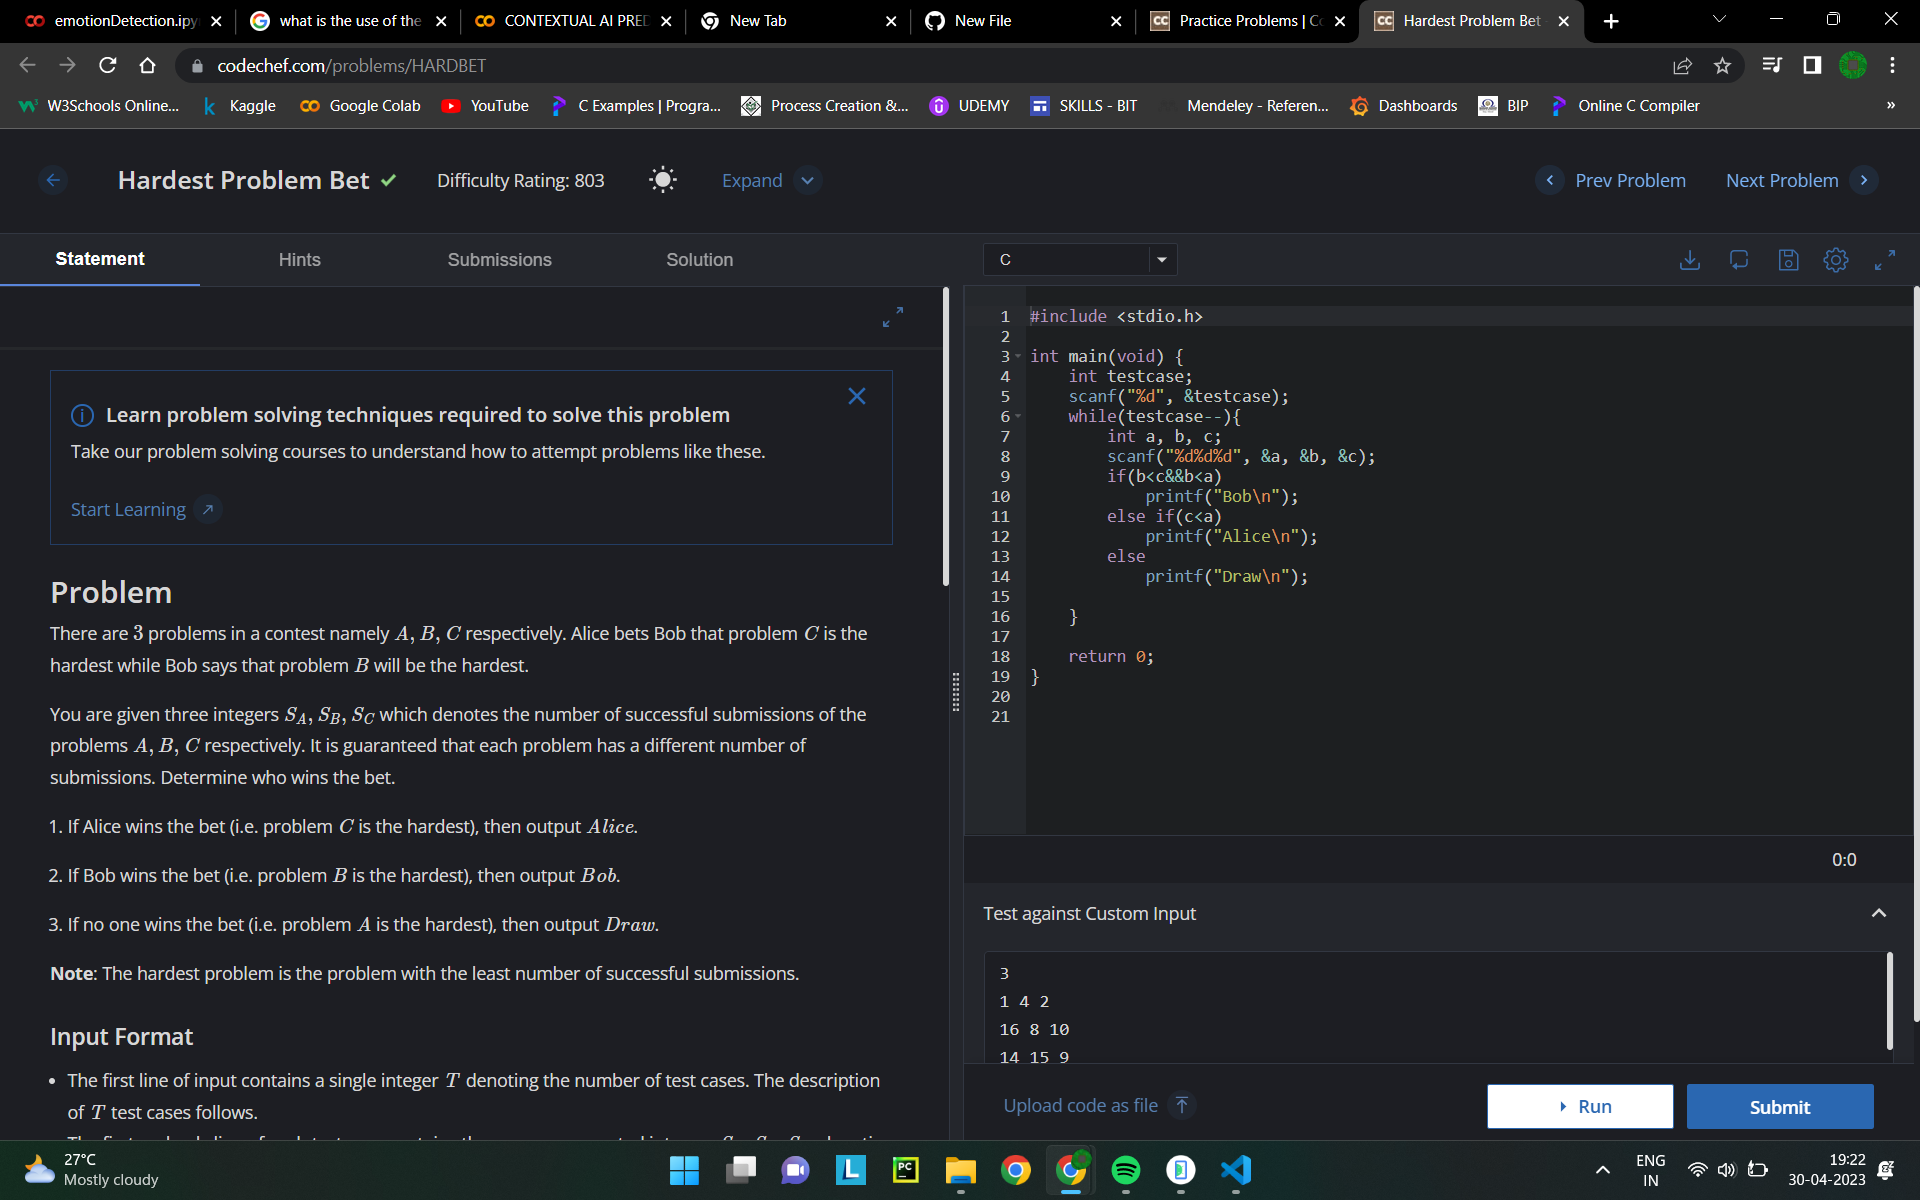 emotionDetection.ipy
what is the use of the
CONTEXTUAL AI PRED
New Tab
New File
Practice Problems | Co
Hardest Problem Bet
codechef.com/problems/HARDBET
W3Schools Online...
Kaggle
Google Colab
YouTube
C Examples | Progra...
Process Creation &...
UDEMY
SKILLS - BIT
Mendeley - Referen...
Dashboards
BIP
Online C Compiler
»
Hardest Problem Bet
Difficulty Rating: 803
Expand
Prev Problem
Next Problem
Statement
Hints
Submissions
Solution
Learn problem solving techniques required to solve this problem
Take our problem solving courses to understand how to attempt problems like these.
Start Learning
Problem
There are 3 problems in a contest namely A, B, C respectively. Alice bets Bob that problem C is the
hardest while Bob says that problem B will be the hardest.
You are given three integers S_A, S_B, S_C which denotes the number of successful submissions of the
problems A, B, C respectively. It is guaranteed that each problem has a different number of
submissions. Determine who wins the bet.
1. If Alice wins the bet (i.e. problem C is the hardest), then output Alice.
2. If Bob wins the bet (i.e. problem B is the hardest), then output Bob.
3. If no one wins the bet (i.e. problem A is the hardest), then output Draw.
Note: The hardest problem is the problem with the least number of successful submissions.
Input Format
• The first line of input contains a single integer T denoting the number of test cases. The description
of T test cases follows.
C
1 #include <stdio.h>
2
3 int main(void) {
4 int testcase;
5 scanf("%d", &testcase);
6 while(testcase--){
7 int a, b, c;
8 scanf("%d%d%d", &a, &b, &c);
9 if(b<c&&b<a)
10 printf("Bob\n");
11 else if(c<a)
12 printf("Alice\n");
13 else
14 printf("Draw\n");
15
16 }
17
18 return 0;
19 }
20
21
0:0
Test against Custom Input
3
1 4 2
16 8 10
14 15 9
Upload code as file
Run
Submit
27°C
Mostly cloudy
ENG
IN
19:22
30-04-2023